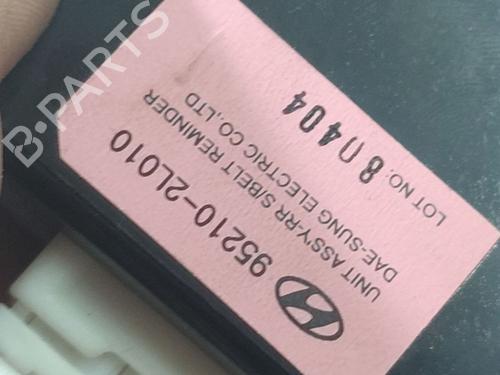 95210-2L010
UNIT ASSY-RR S/BELT REMINDER
DAE-SUNG ELECTRIC CO.,LTD
LOT NO: 80404
B-PARTS